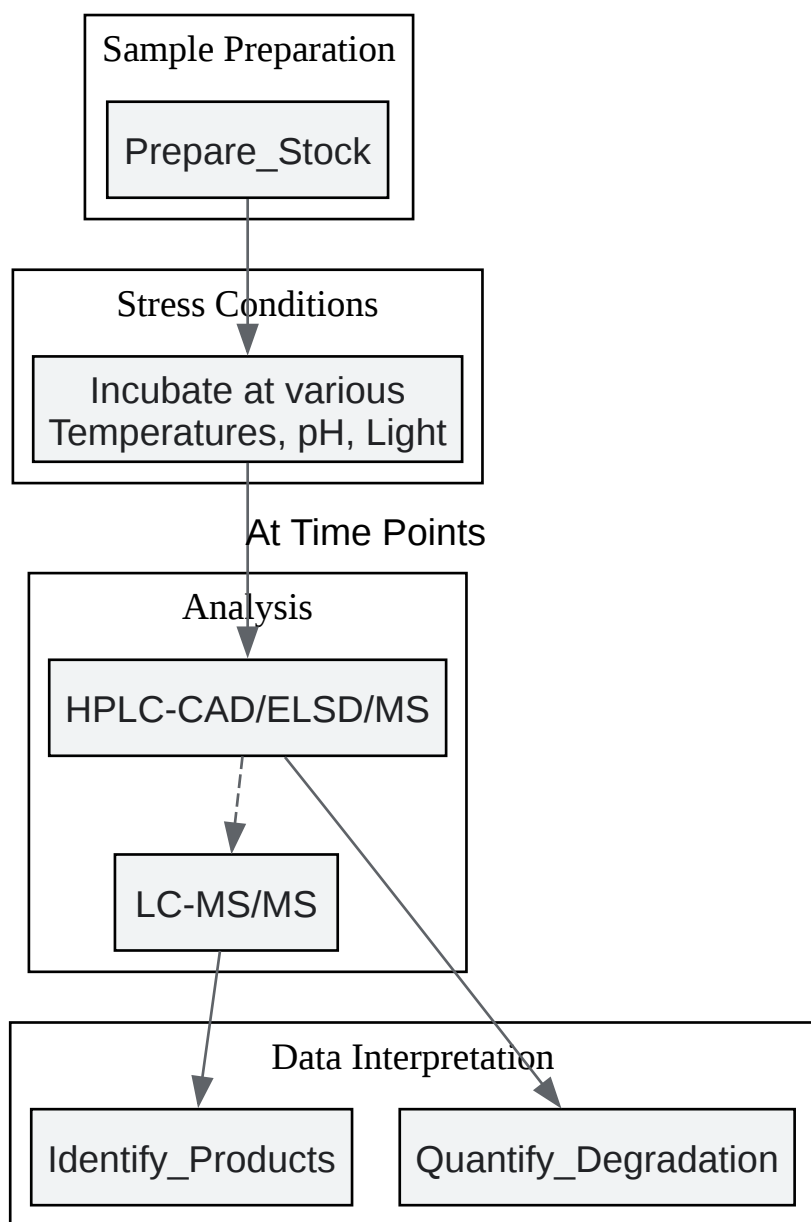 Sample Preparation
Prepare_Stock
Stress Conditions
Incubate at various
Temperatures, pH, Light
At Time Points
Analysis
HPLC-CAD/ELSD/MS
LC-MS/MS
Data Interpretation
Identify_Products
Quantify_Degradation